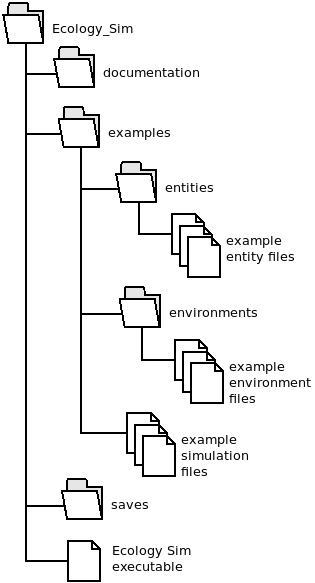 Ecology_Sim
documentation
examples
entities
example
entity files
environments
example
environment
files
example
simulation
files
saves
Ecology Sim
executable